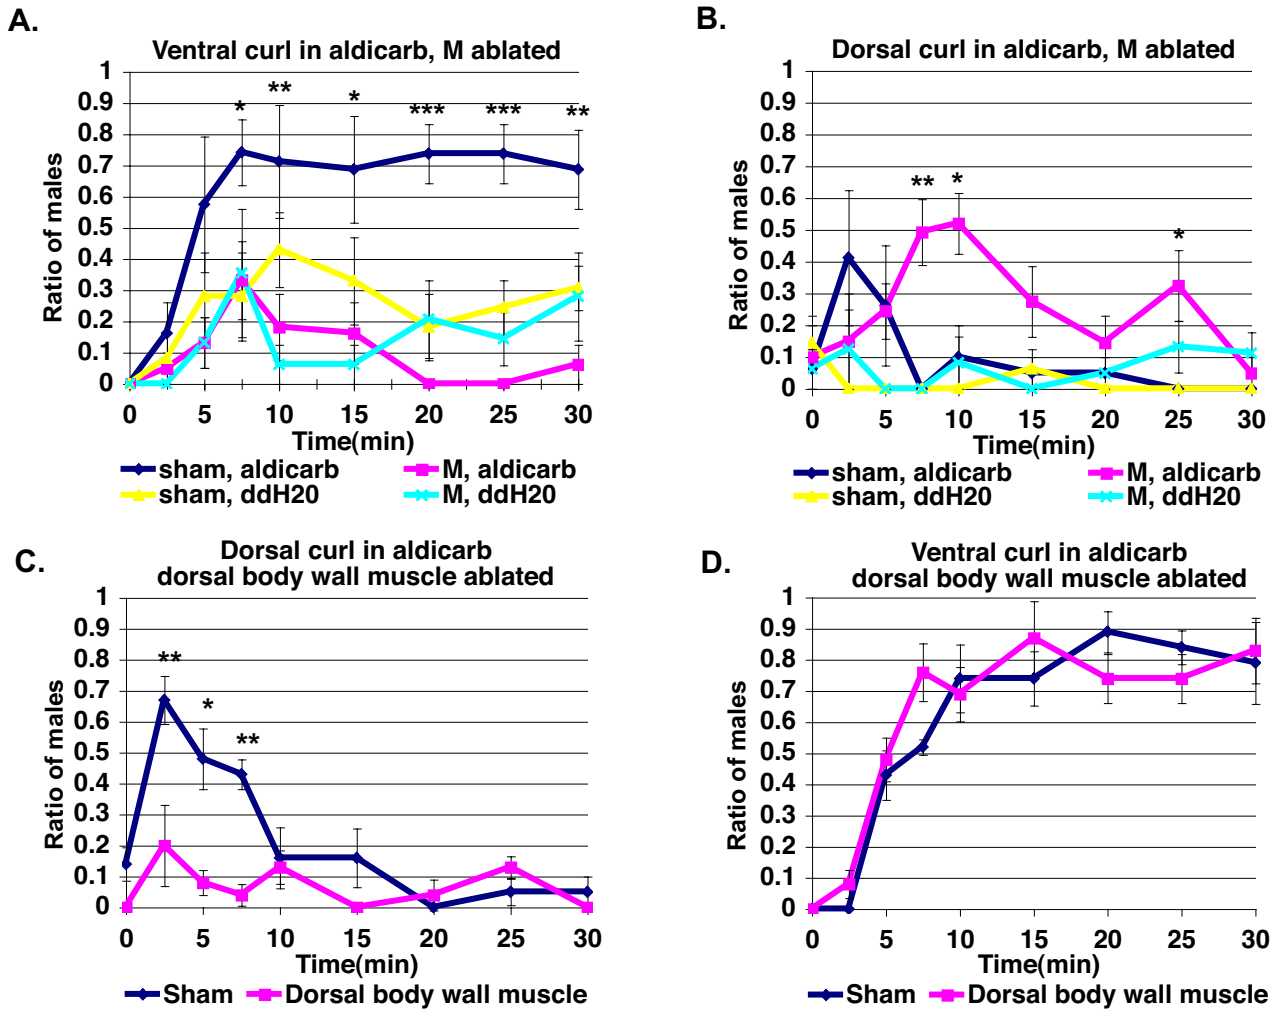 A.
Ventral curl in aldicarb, M ablated
Ratio of males
1
0.9
0.8
0.7
0.6
0.5
0.4
0.3
0.2
0.1
0
* ** * *** *** **
0 5 10 15 20 25 30
Time(min)
sham, aldicarb M, aldicarb
sham, ddH20 M, ddH20
B.
Dorsal curl in aldicarb, M ablated
Ratio of males
1
0.9
0.8
0.7
0.6
0.5
0.4
0.3
0.2
0.1
0
** * *
0 5 10 15 20 25 30
Time(min)
sham, aldicarb M, aldicarb
sham, ddH20 M, ddH20
C.
Dorsal curl in aldicarb
dorsal body wall muscle ablated
Ratio of males
1
0.9
0.8
0.7
0.6
0.5
0.4
0.3
0.2
0.1
0
** * **
0 5 10 15 20 25 30
Time(min)
Sham Dorsal body wall muscle
D.
Ventral curl in aldicarb
dorsal body wall muscle ablated
Ratio of males
1
0.9
0.8
0.7
0.6
0.5
0.4
0.3
0.2
0.1
0
0 5 10 15 20 25 30
Time(min)
Sham Dorsal body wall muscle